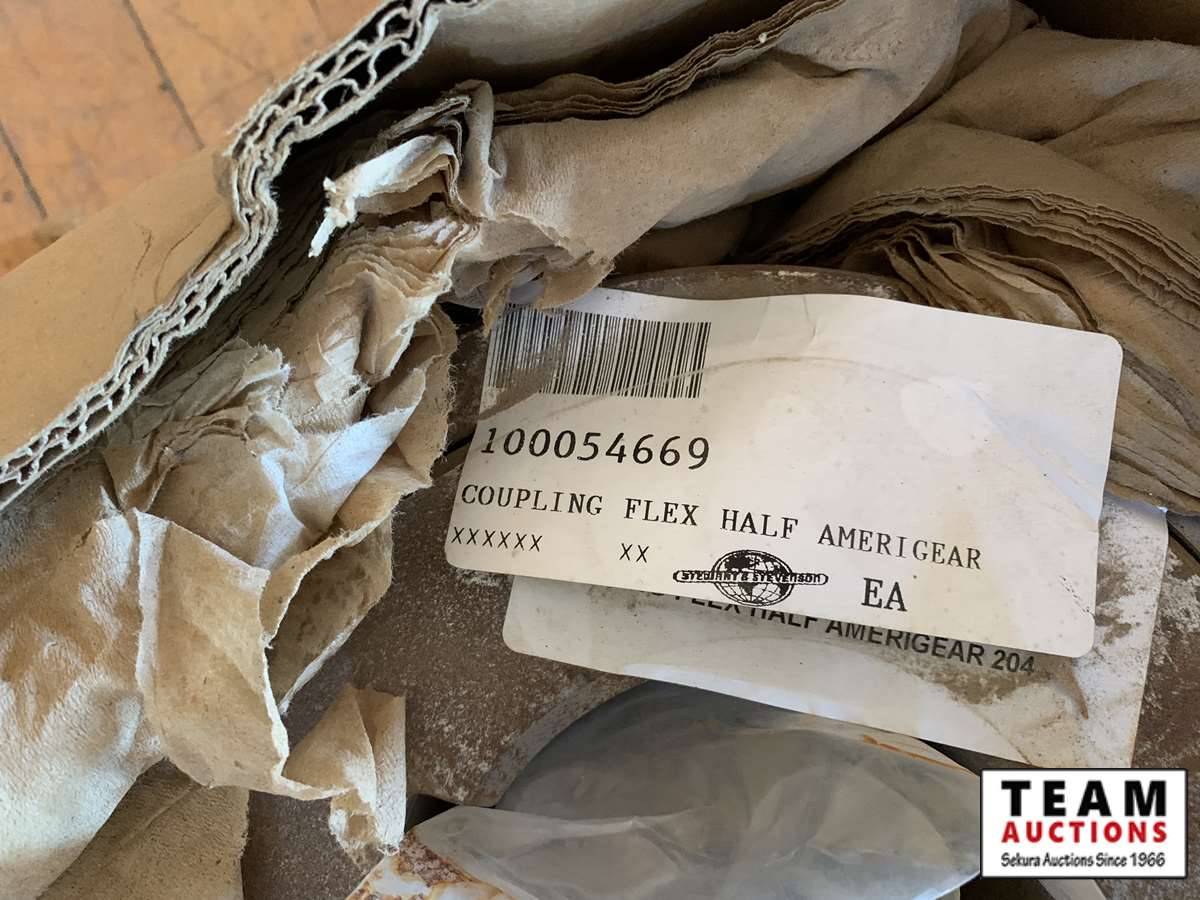 100054669
COUPLING FLEX HALF AMERIGEAR
XXXXXX XX
STEWART & STEVENSON
EA
FLEX HALF AMERIGEAR 204
TEAM
AUCTIONS
Sekura Auctions Since 1966